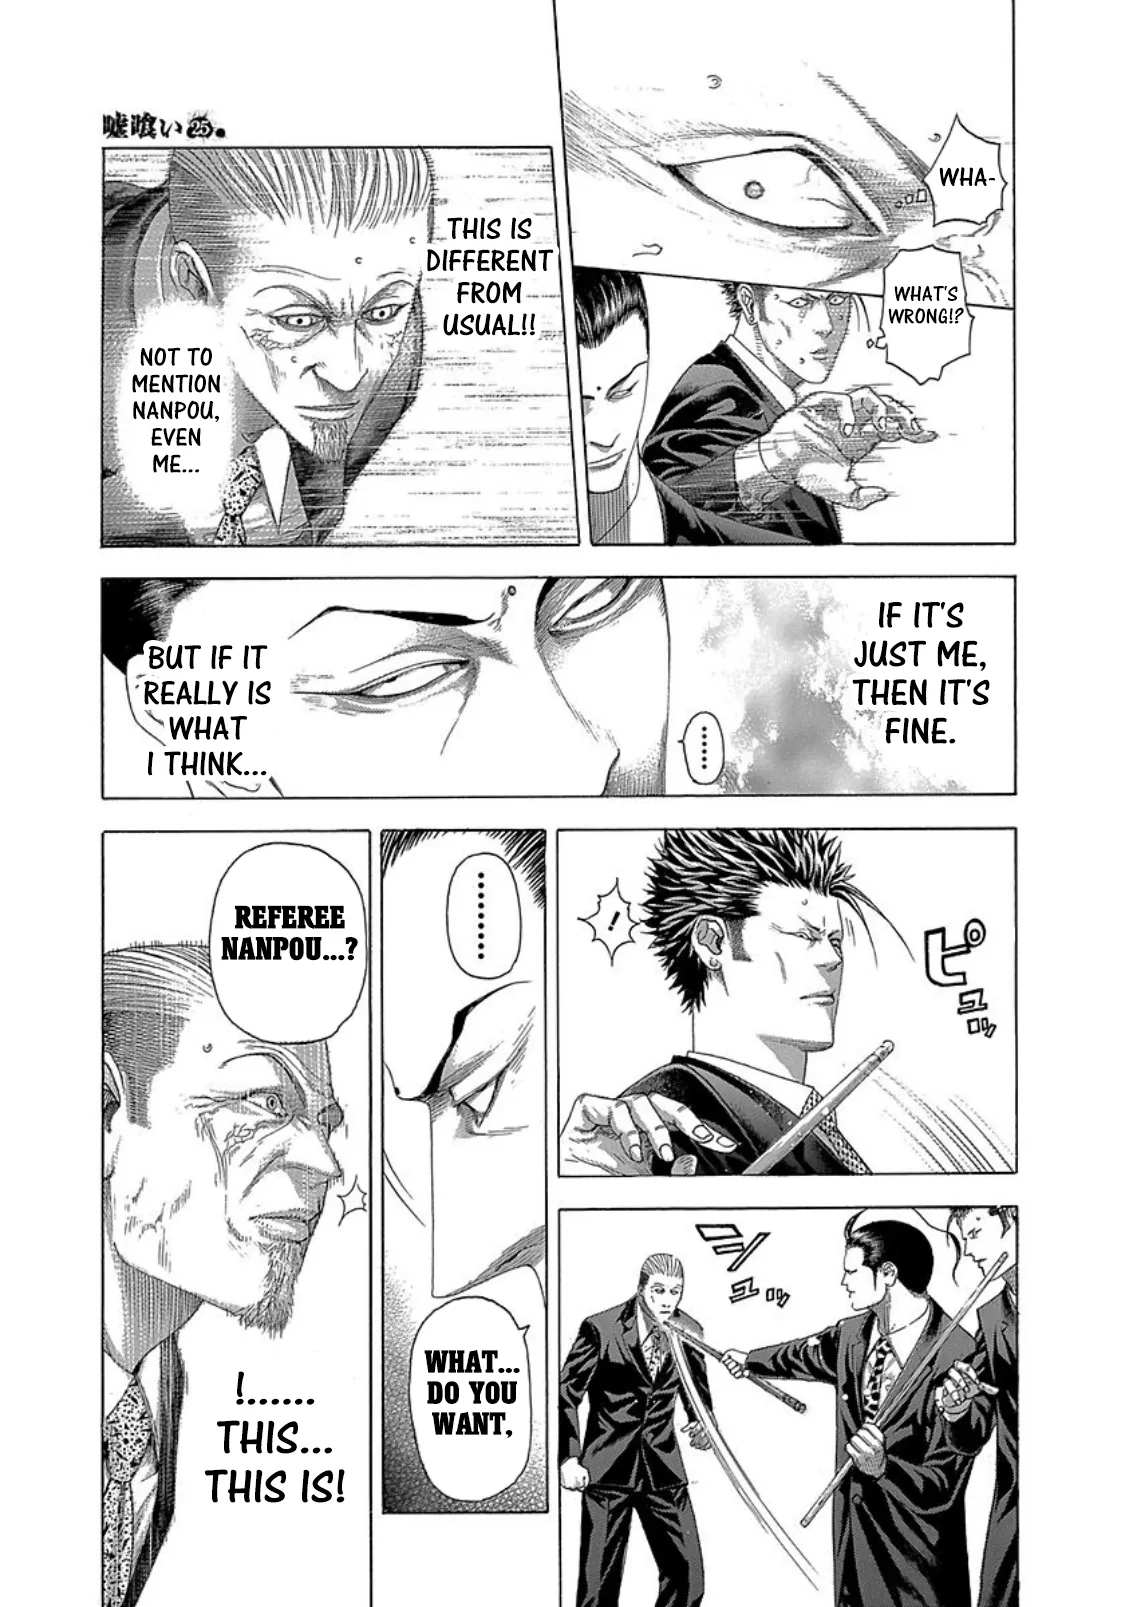 嘘喰い 25
WHA-
WHAT'S
WRONG!?
THIS IS
DIFFERENT
FROM
USUAL!!
NOT TO
MENTION
NANPOU,
EVEN
ME...
IF IT'S
JUST ME,
THEN IT'S
FINE.
......
BUT IF IT
REALLY IS
WHAT
I THINK...
!
ピュッ
シュッ
.........
WHAT...
DO YOU
WANT,
REFEREE
NANPOU...?
!......
THIS...
THIS IS!